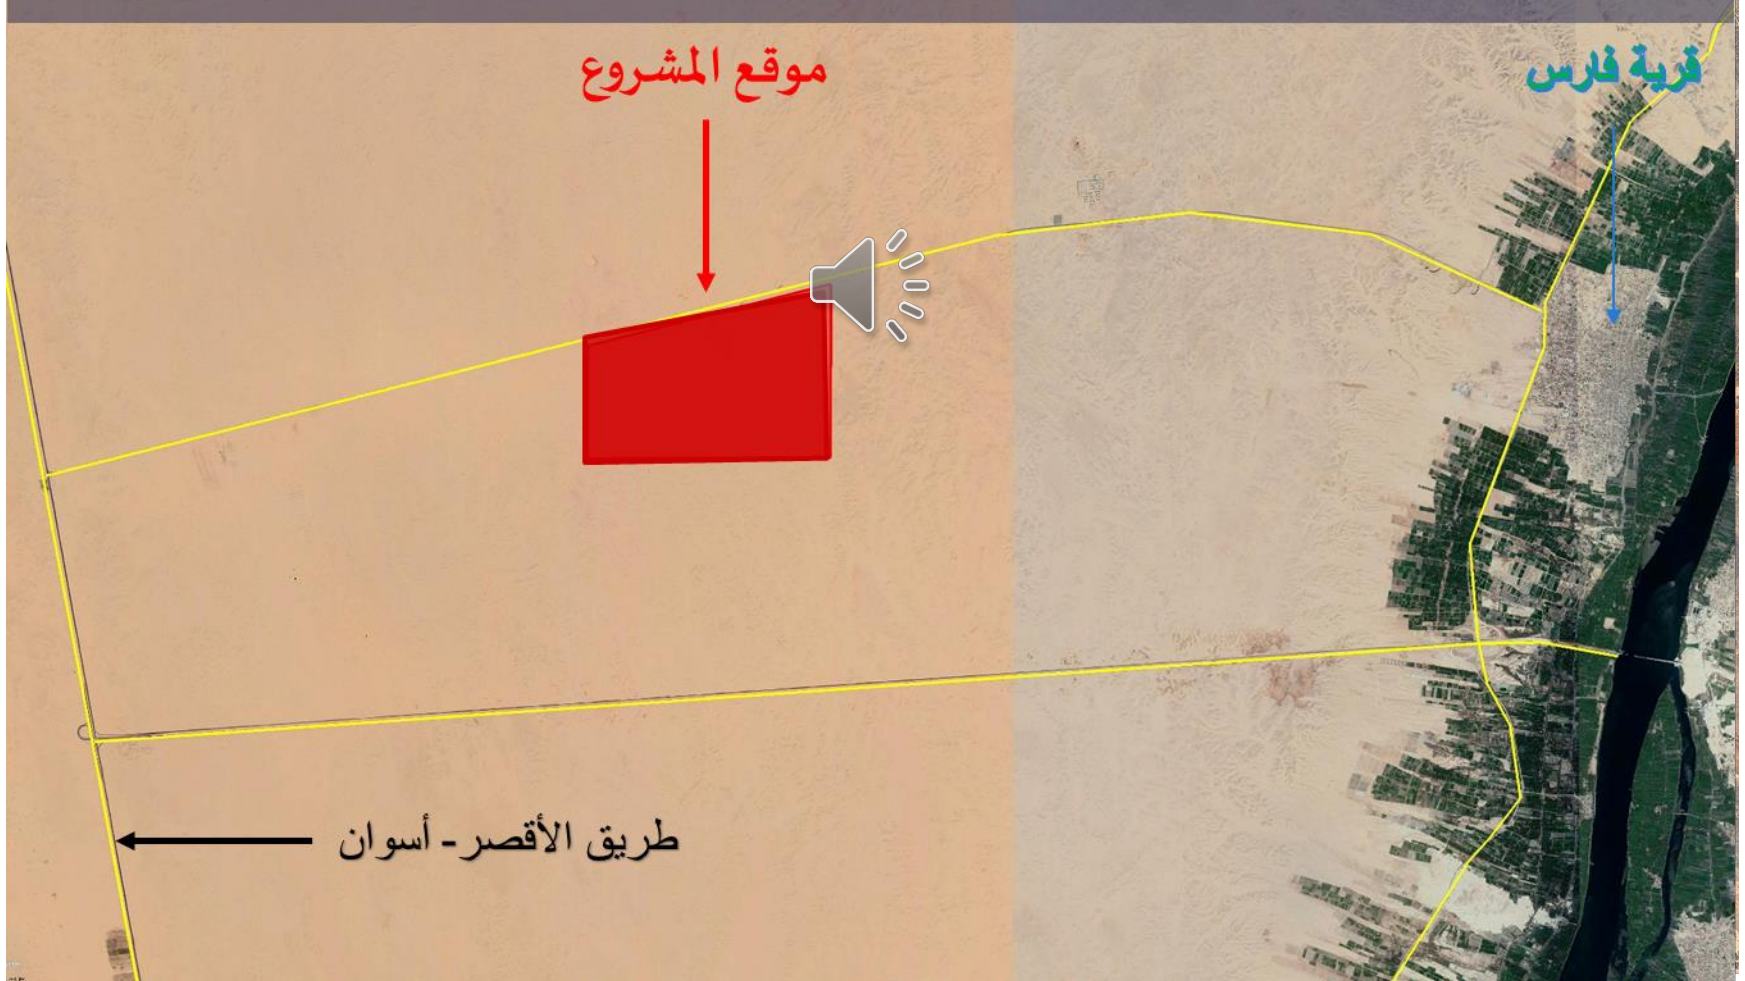 موقع المشروع
قرية فارس
طريق الأقصر - أسوان